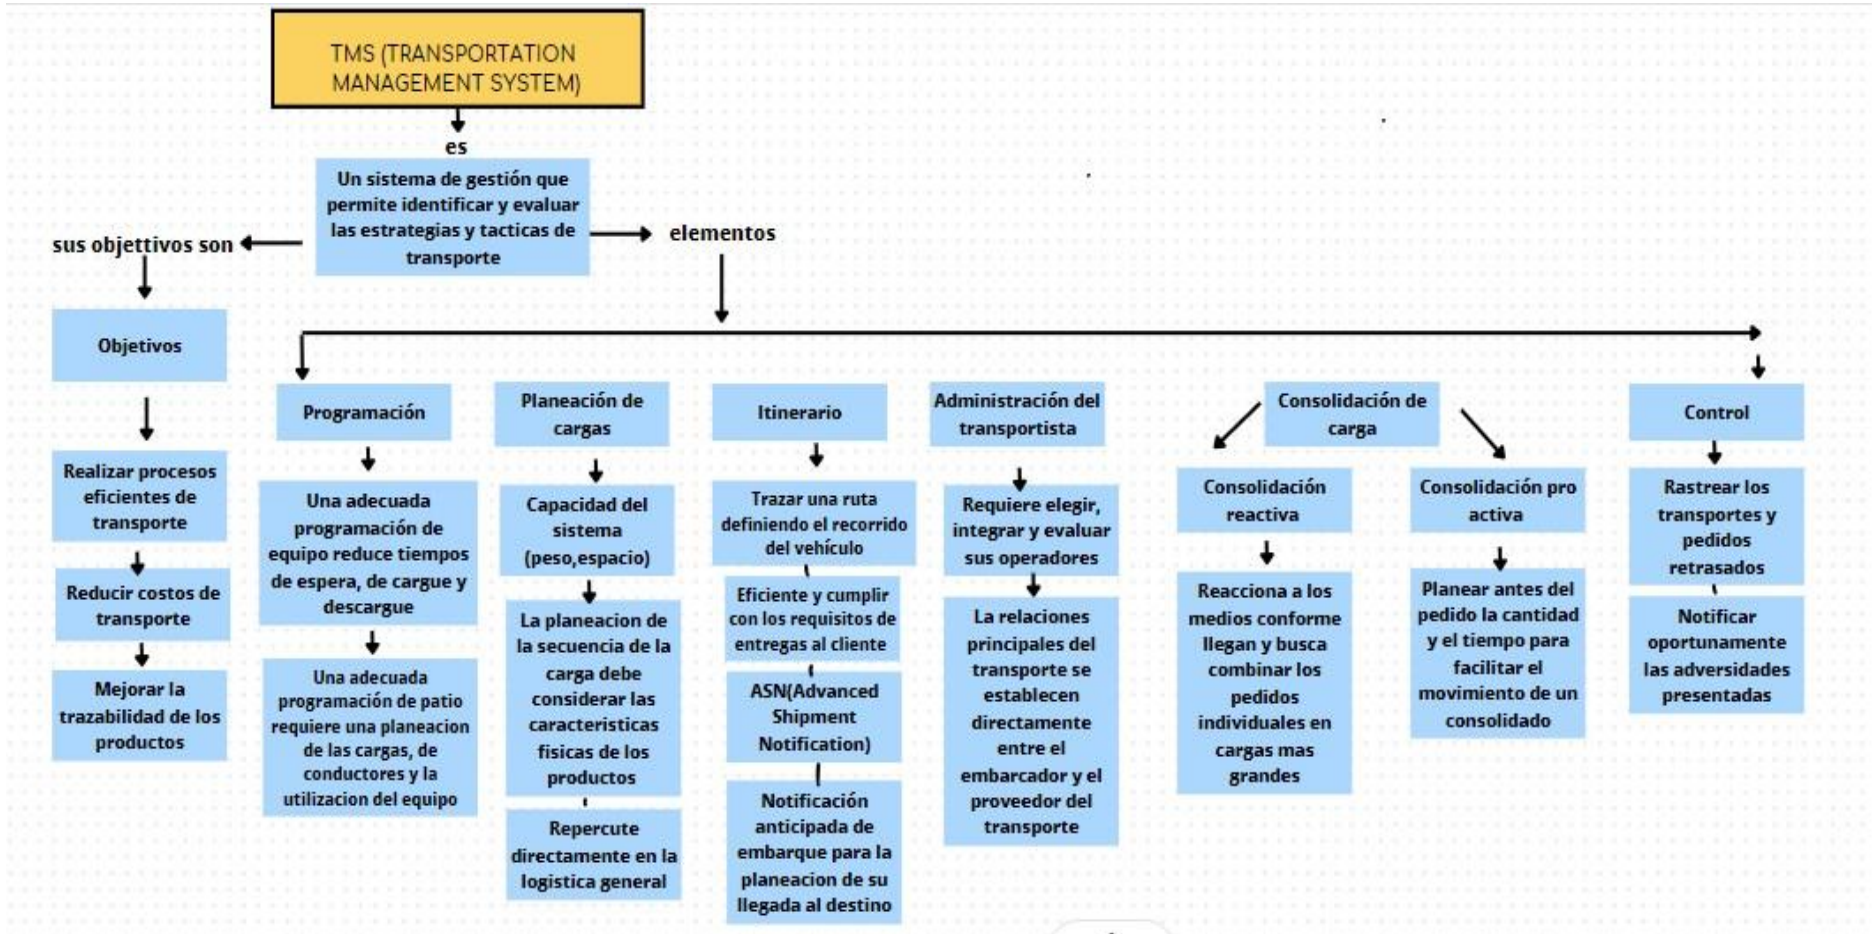 TMS (TRANSPORTATION
MANAGEMENT SYSTEM)
es
Un sistema de gestión que
permite identificar y evaluar
las estrategias y tacticas de
transporte
sus objettivos son
elementos
Objetivos
Realizar procesos
eficientes de
transporte
Reducir costos de
transporte
Mejorar la
trazabilidad de los
productos
Programación
Una adecuada
programación de
equipo reduce tiempos
de espera, de cargue y
descargue
Una adecuada
programación de patio
requiere una planeacion
de las cargas, de
conductores y la
utilizacion del equipo
Planeación de
cargas
Capacidad del
sistema
(peso,espacio)
La planeacion de
la secuencia de la
carga debe
considerar las
caracteristicas
fisicas de los
productos
Repercute
directamente en la
logistica general
Itinerario
Trazar una ruta
definiendo el recorrido
del vehículo
Eficiente y cumplir
con los requisitos de
entregas al cliente
ASN(Advanced
Shipment
Notification)
Notificación
anticipada de
embarque para la
planeacion de su
llegada al destino
Administración del
transportista
Requiere elegir,
integrar y evaluar
sus operadores
La relaciones
principales del
transporte se
establecen
directamente
entre el
embarcador y el
proveedor del
transporte
Consolidación de
carga
Consolidación
reactiva
Reacciona a los
medios conforme
llegan y busca
combinar los
pedidos
individuales en
cargas mas
grandes
Consolidación pro
activa
Planear antes del
pedido la cantidad
y el tiempo para
facilitar el
movimiento de un
consolidado
Control
Rastrear los
transportes y
pedidos
retrasados
Notificar
oportunamente
las adversidades
presentadas